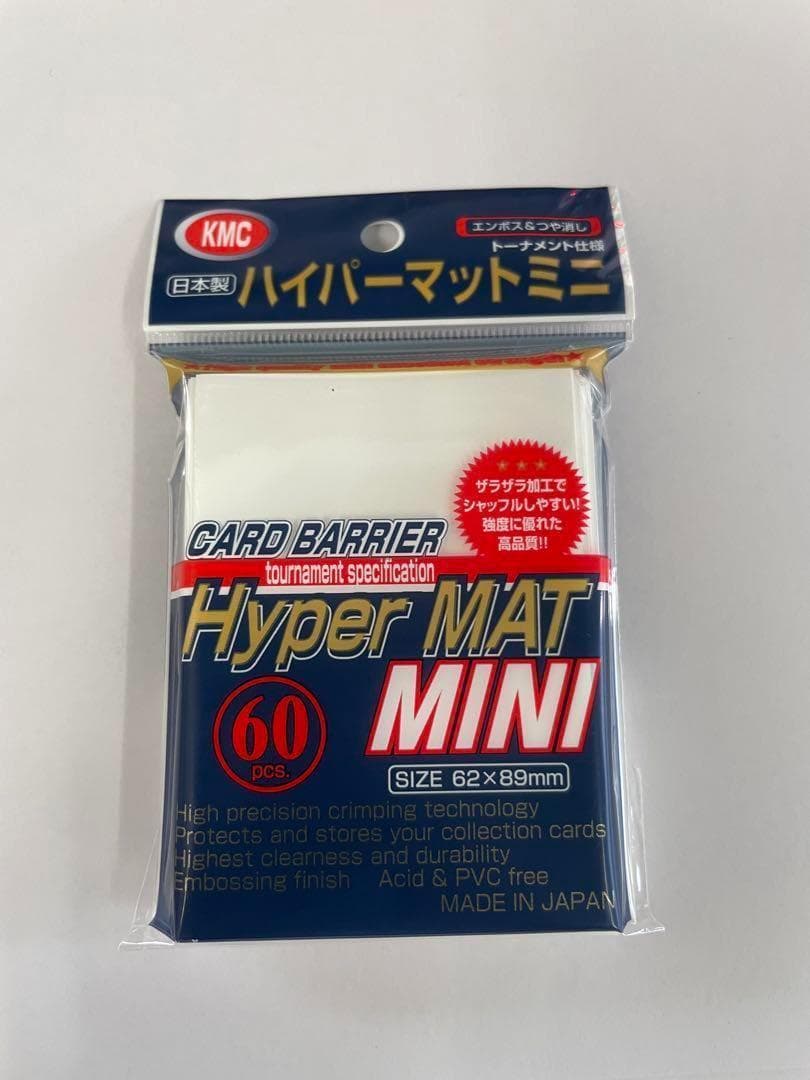 KMC
エンボス&つや消し
トーナメント仕様
日本製 ハイパーマットミニ
★★★
ザラザラ加工で
シャッフルしやすい!
強度に優れた
高品質!!
CARD BARRIER
tournament specification
Hyper MAT
MINI
60
pcs.
SIZE 62×89mm
High precision crimping technology
Protects and stores your collection cards
Highest clearness and durability
Embossing finish Acid & PVC free
MADE IN JAPAN